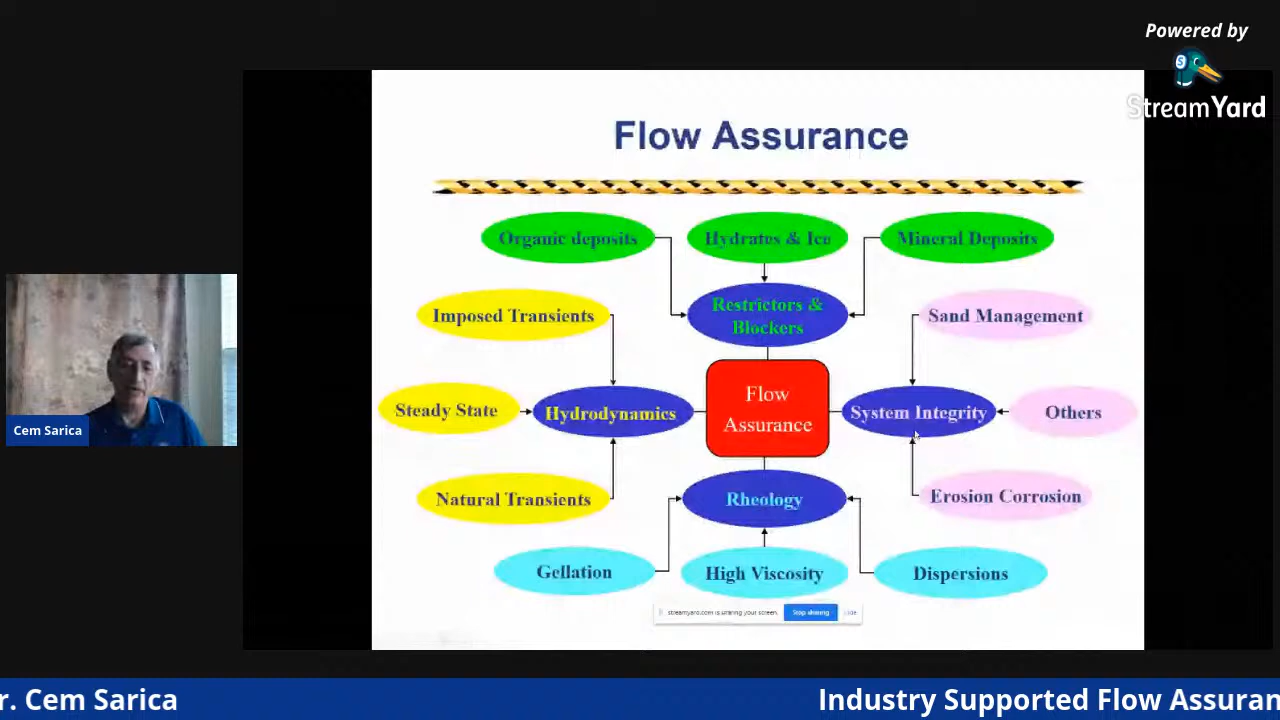 Powered by
StreamYard
Flow Assurance
Organic deposits
Hydrates & Ice
Mineral Deposits
Imposed Transients
Restrictors &
Blockers
Sand Management
Steady State
Hydrodynamics
Flow
Assurance
System Integrity
Others
Natural Transients
Rheology
Erosion Corrosion
Gellation
High Viscosity
Dispersions
streamyard.com is sharing your screen.
Stop sharing
Hide
Cem Sarica
r. Cem Sarica
Industry Supported Flow Assuran